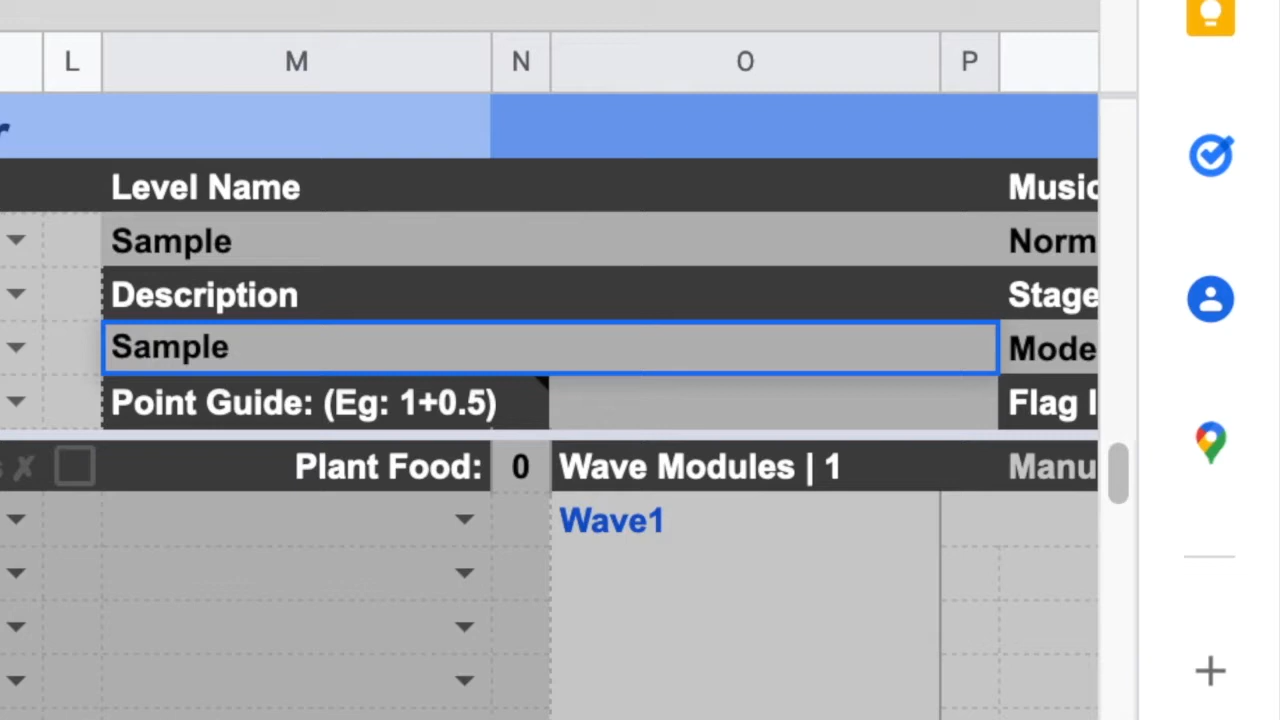 L M N O P
r
Level Name Music
Sample Norm
Description Stage
Sample Mode
Point Guide: (Eg: 1+0.5) Flag I
s ✗ Plant Food: 0 Wave Modules | 1 Manu
Wave1